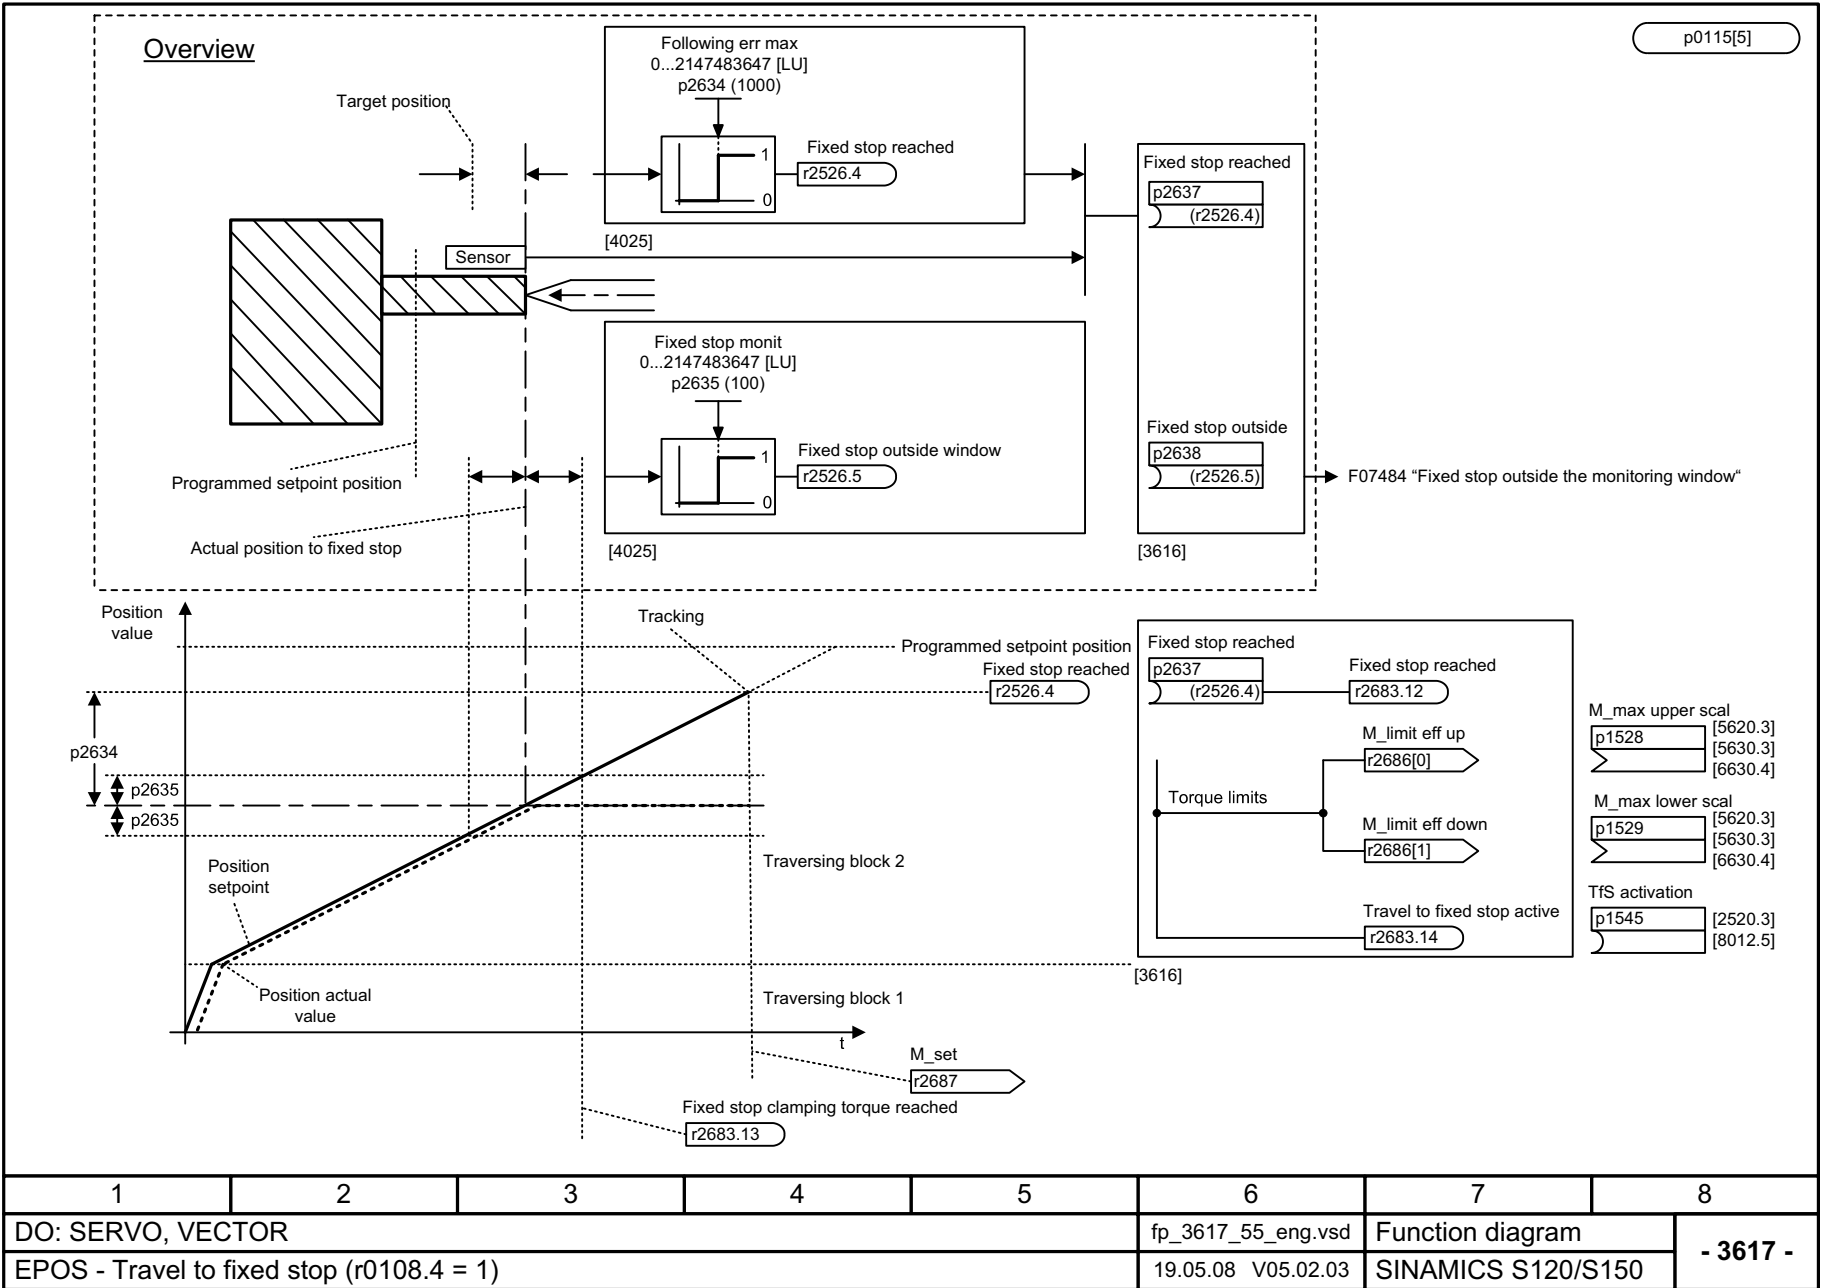 Overview
p0115[5]
Target position
Following err max
0...2147483647 [LU]
p2634 (1000)
1
0
Fixed stop reached
r2526.4
[4025]
Sensor
Fixed stop reached
p2637
(r2526.4)
Fixed stop monit
0...2147483647 [LU]
p2635 (100)
1
0
Fixed stop outside window
r2526.5
[4025]
Fixed stop outside
p2638
(r2526.5)
[3616]
F07484 “Fixed stop outside the monitoring window“
Programmed setpoint position
Actual position to fixed stop
Position
value
Tracking
Programmed setpoint position
Fixed stop reached
r2526.4
p2634
p2635
p2635
Position
setpoint
Position actual
value
Traversing block 2
Traversing block 1
t
M_set
r2687
Fixed stop clamping torque reached
r2683.13
Fixed stop reached
p2637
(r2526.4)
Fixed stop reached
r2683.12
M_limit eff up
r2686[0]
Torque limits
M_limit eff down
r2686[1]
Travel to fixed stop active
r2683.14
[3616]
M_max upper scal
p1528
[5620.3]
[5630.3]
[6630.4]
M_max lower scal
p1529
[5620.3]
[5630.3]
[6630.4]
TfS activation
p1545
[2520.3]
[8012.5]
1 2 3 4 5 6 7 8
DO: SERVO, VECTOR
fp_3617_55_eng.vsd
Function diagram
- 3617 -
EPOS - Travel to fixed stop (r0108.4 = 1)
19.05.08 V05.02.03
SINAMICS S120/S150